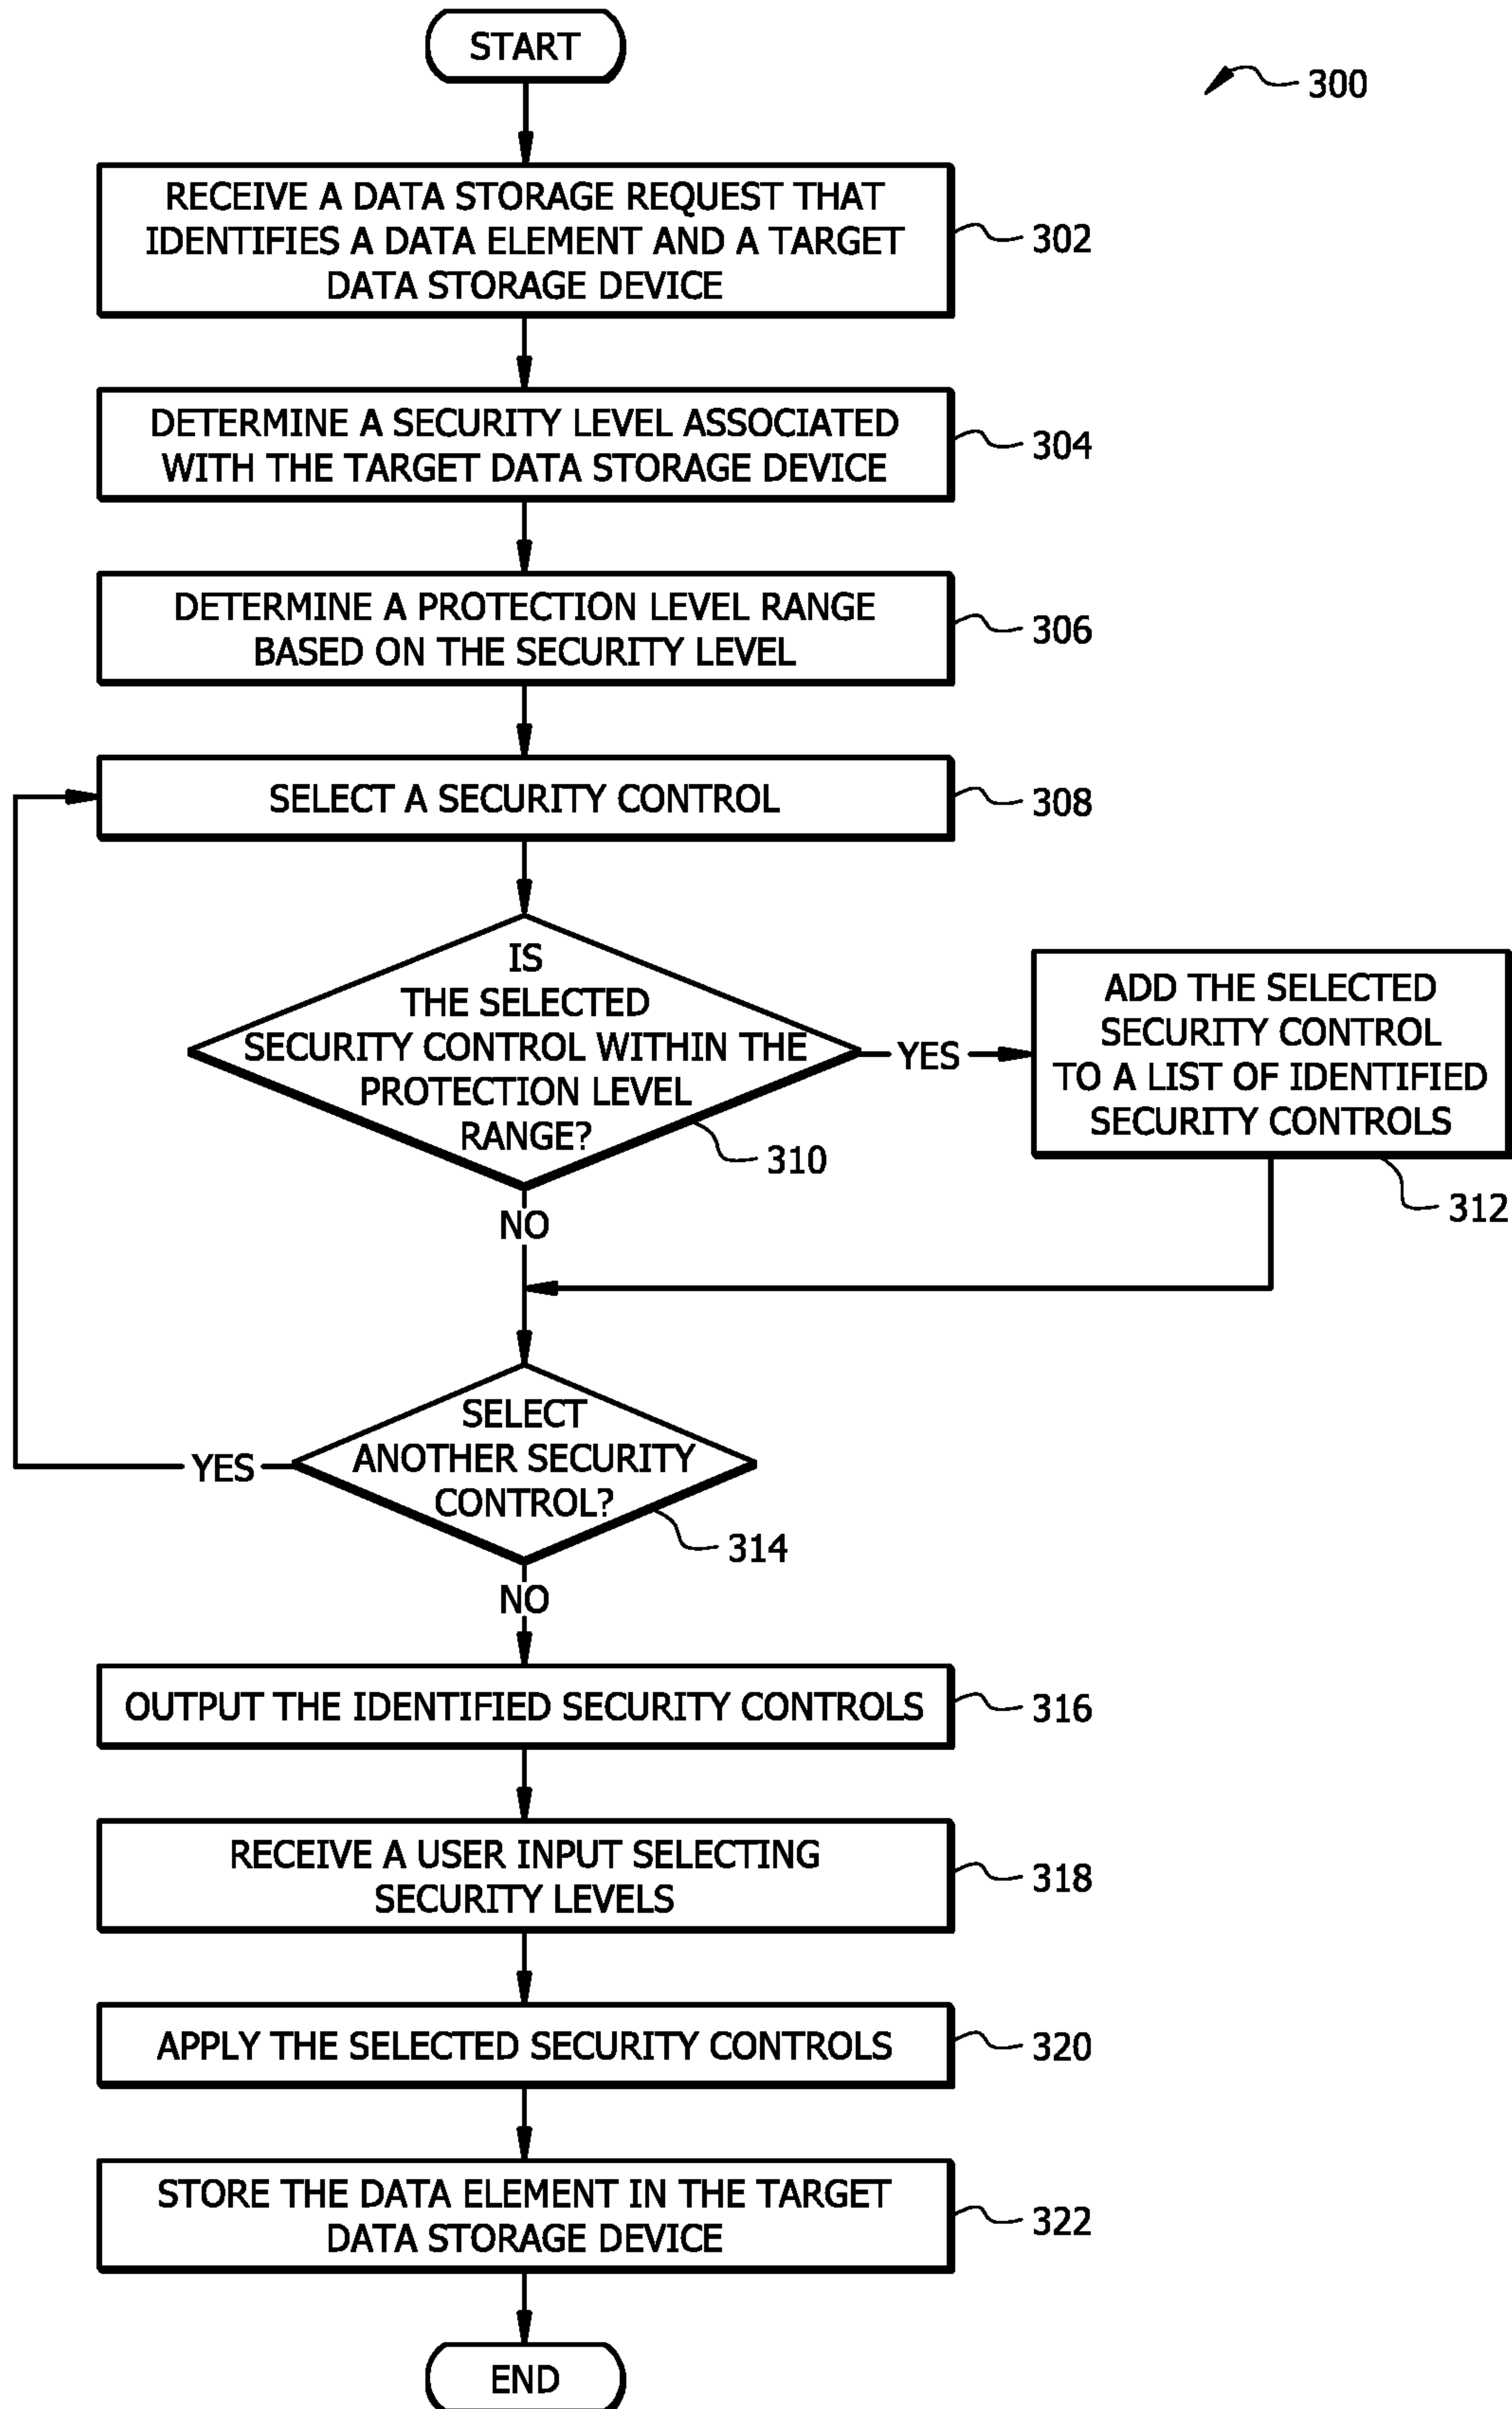 START
300
RECEIVE A DATA STORAGE REQUEST THAT
IDENTIFIES A DATA ELEMENT AND A TARGET
DATA STORAGE DEVICE
302
DETERMINE A SECURITY LEVEL ASSOCIATED
WITH THE TARGET DATA STORAGE DEVICE
304
DETERMINE A PROTECTION LEVEL RANGE
BASED ON THE SECURITY LEVEL
306
SELECT A SECURITY CONTROL
308
IS
THE SELECTED
SECURITY CONTROL WITHIN THE
PROTECTION LEVEL
RANGE?
310
YES
ADD THE SELECTED
SECURITY CONTROL
TO A LIST OF IDENTIFIED
SECURITY CONTROLS
312
NO
SELECT
ANOTHER SECURITY
CONTROL?
314
YES
NO
OUTPUT THE IDENTIFIED SECURITY CONTROLS
316
RECEIVE A USER INPUT SELECTING
SECURITY LEVELS
318
APPLY THE SELECTED SECURITY CONTROLS
320
STORE THE DATA ELEMENT IN THE TARGET
DATA STORAGE DEVICE
322
END